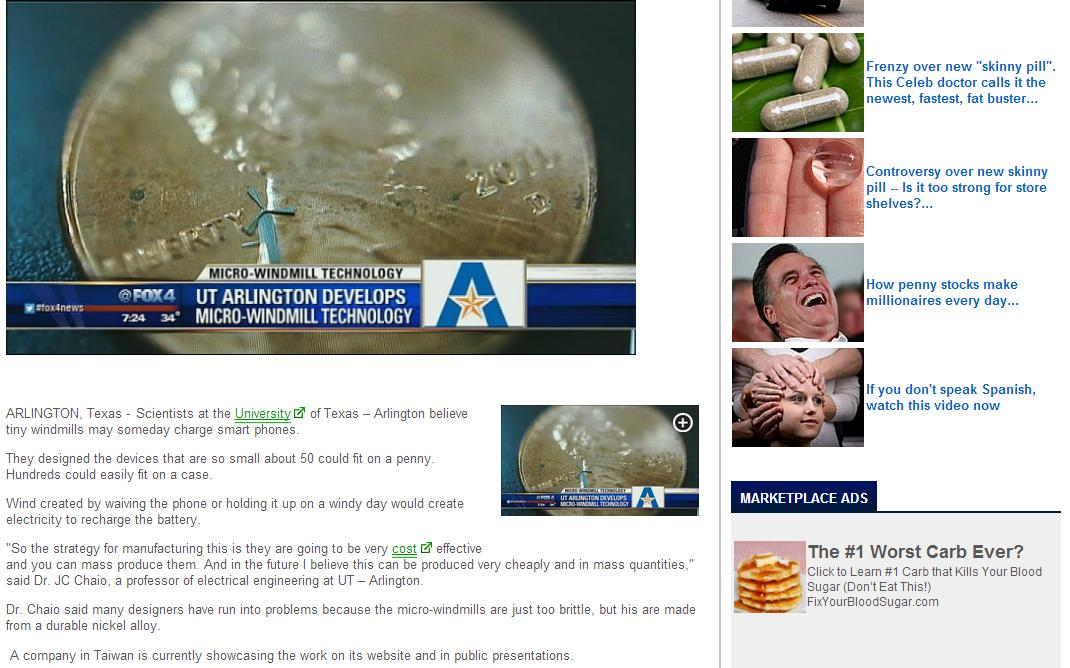 LIBERTY
2011
D
MICRO-WINDMILL TECHNOLOGY
#fox4news
@FOX4
7:24 34°
UT ARLINGTON DEVELOPS
MICRO-WINDMILL TECHNOLOGY
A
ARLINGTON, Texas - Scientists at the University of Texas – Arlington believe
tiny windmills may someday charge smart phones.
They designed the devices that are so small about 50 could fit on a penny.
Hundreds could easily fit on a case.
Wind created by waiving the phone or holding it up on a windy day would create
electricity to recharge the battery.
"So the strategy for manufacturing this is they are going to be very cost effective
and you can mass produce them. And in the future I believe this can be produced very cheaply and in mass quantities,"
said Dr. JC Chaio, a professor of electrical engineering at UT – Arlington.
Dr. Chaio said many designers have run into problems because the micro-windmills are just too brittle, but his are made
from a durable nickel alloy.
A company in Taiwan is currently showcasing the work on its website and in public presentations.
MICRO-WINDMILL TECHNOLOGY
@FOX4
UT ARLINGTON DEVELOPS
MICRO-WINDMILL TECHNOLOGY
A
Frenzy over new "skinny pill".
This Celeb doctor calls it the
newest, fastest, fat buster...
Controversy over new skinny
pill -- Is it too strong for store
shelves?...
How penny stocks make
millionaires every day...
If you don't speak Spanish,
watch this video now
MARKETPLACE ADS
The #1 Worst Carb Ever?
Click to Learn #1 Carb that Kills Your Blood
Sugar (Don't Eat This!)
FixYourBloodSugar.com